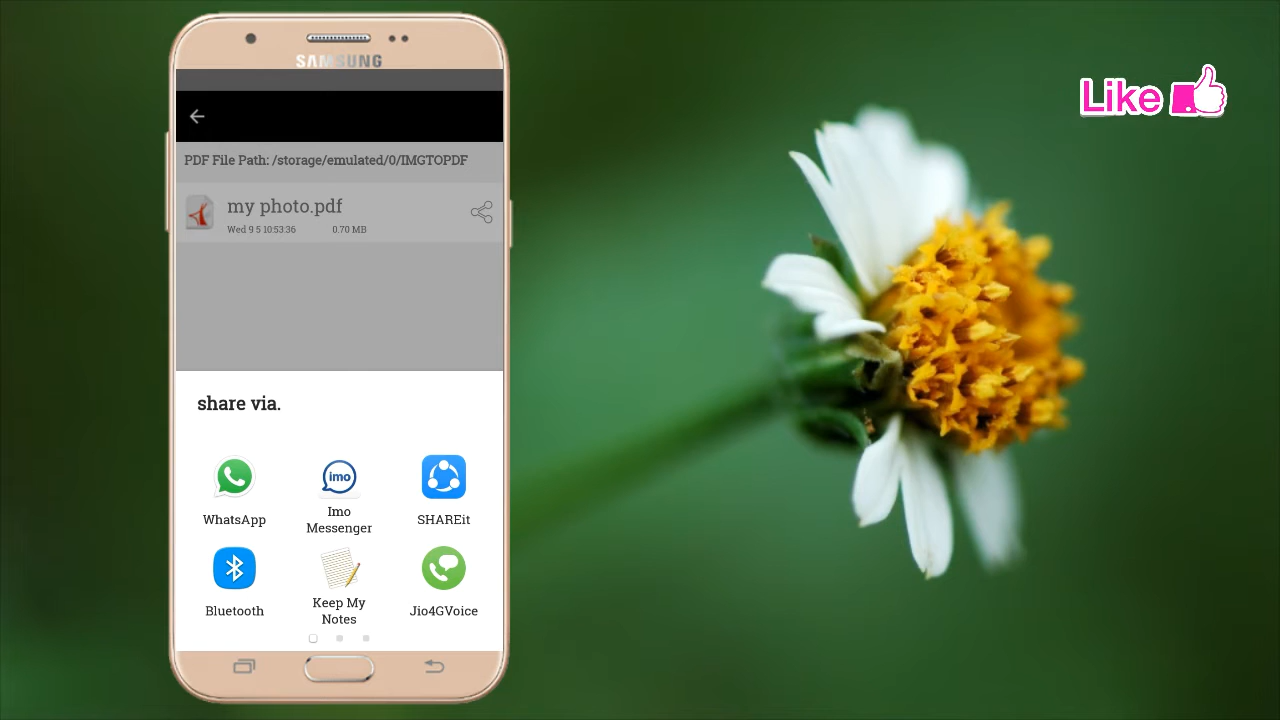 SAMSUNG
Like
PDF File Path: /storage/emulated/0/IMGTOPDF
my photo.pdf
Wed 9 5 10:53:36 0.70 MB
share via.
WhatsApp
imo
Imo
Messenger
SHAREit
Bluetooth
Keep My
Notes
Jio4GVoice